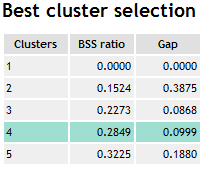 Best cluster selection
Clusters BSS ratio Gap
1 0.0000 0.0000
2 0.1524 0.3875
3 0.2273 0.0868
4 0.2849 0.0999
5 0.3225 0.1880